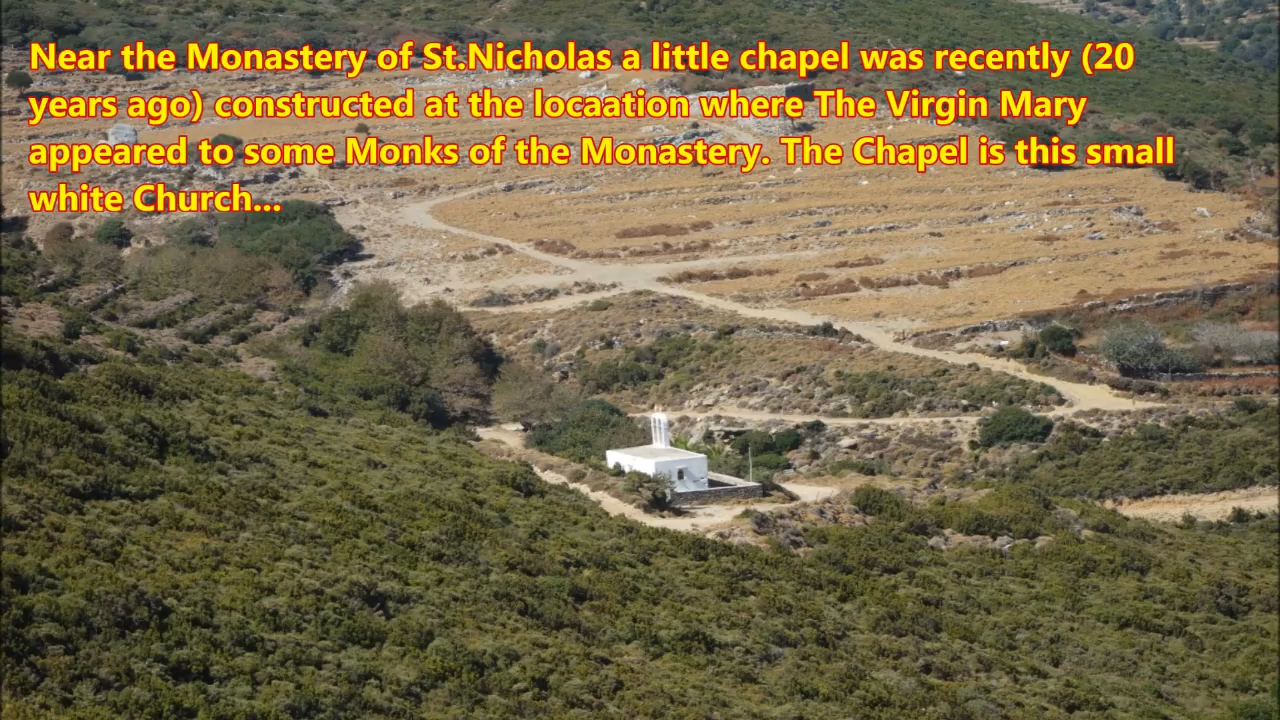 Near the Monastery of St.Nicholas a little chapel was recently (20
years ago) constructed at the locaation where The Virgin Mary
appeared to some Monks of the Monastery. The Chapel is this small
white Church...